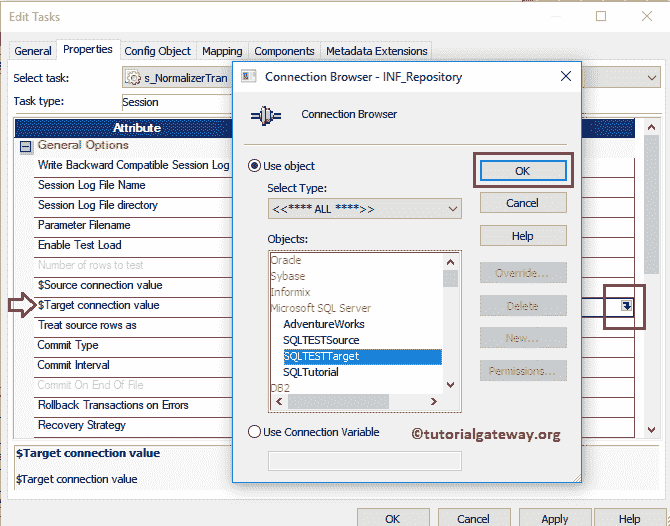 Edit Tasks
General
Properties
Config Object
Mapping
Components
Metadata Extensions
Select task:
s_NormalizerTran
Task type:
Session
Attribute
General Options
Write Backward Compatible Session Log
Session Log File Name
Session Log File directory
Parameter Filename
Enable Test Load
Number of rows to test
$Source connection value
$Target connection value
Treat source rows as
Commit Type
Commit Interval
Commit On End Of File
Rollback Transactions on Errors
Recovery Strategy
$Target connection value
$Target connection value
OK
Cancel
Apply
Help
Connection Browser - INF_Repository
Connection Browser
Use object
Select Type:
<<**** ALL ****>>
Objects:
Oracle
Sybase
Informix
Microsoft SQL Server
AdventureWorks
SQLTESTSource
SQLTESTTarget
SQLTutorial
DB2
Use Connection Variable
OK
Cancel
Help
Override...
Delete
New...
Permissions...
©tutorialgateway.org